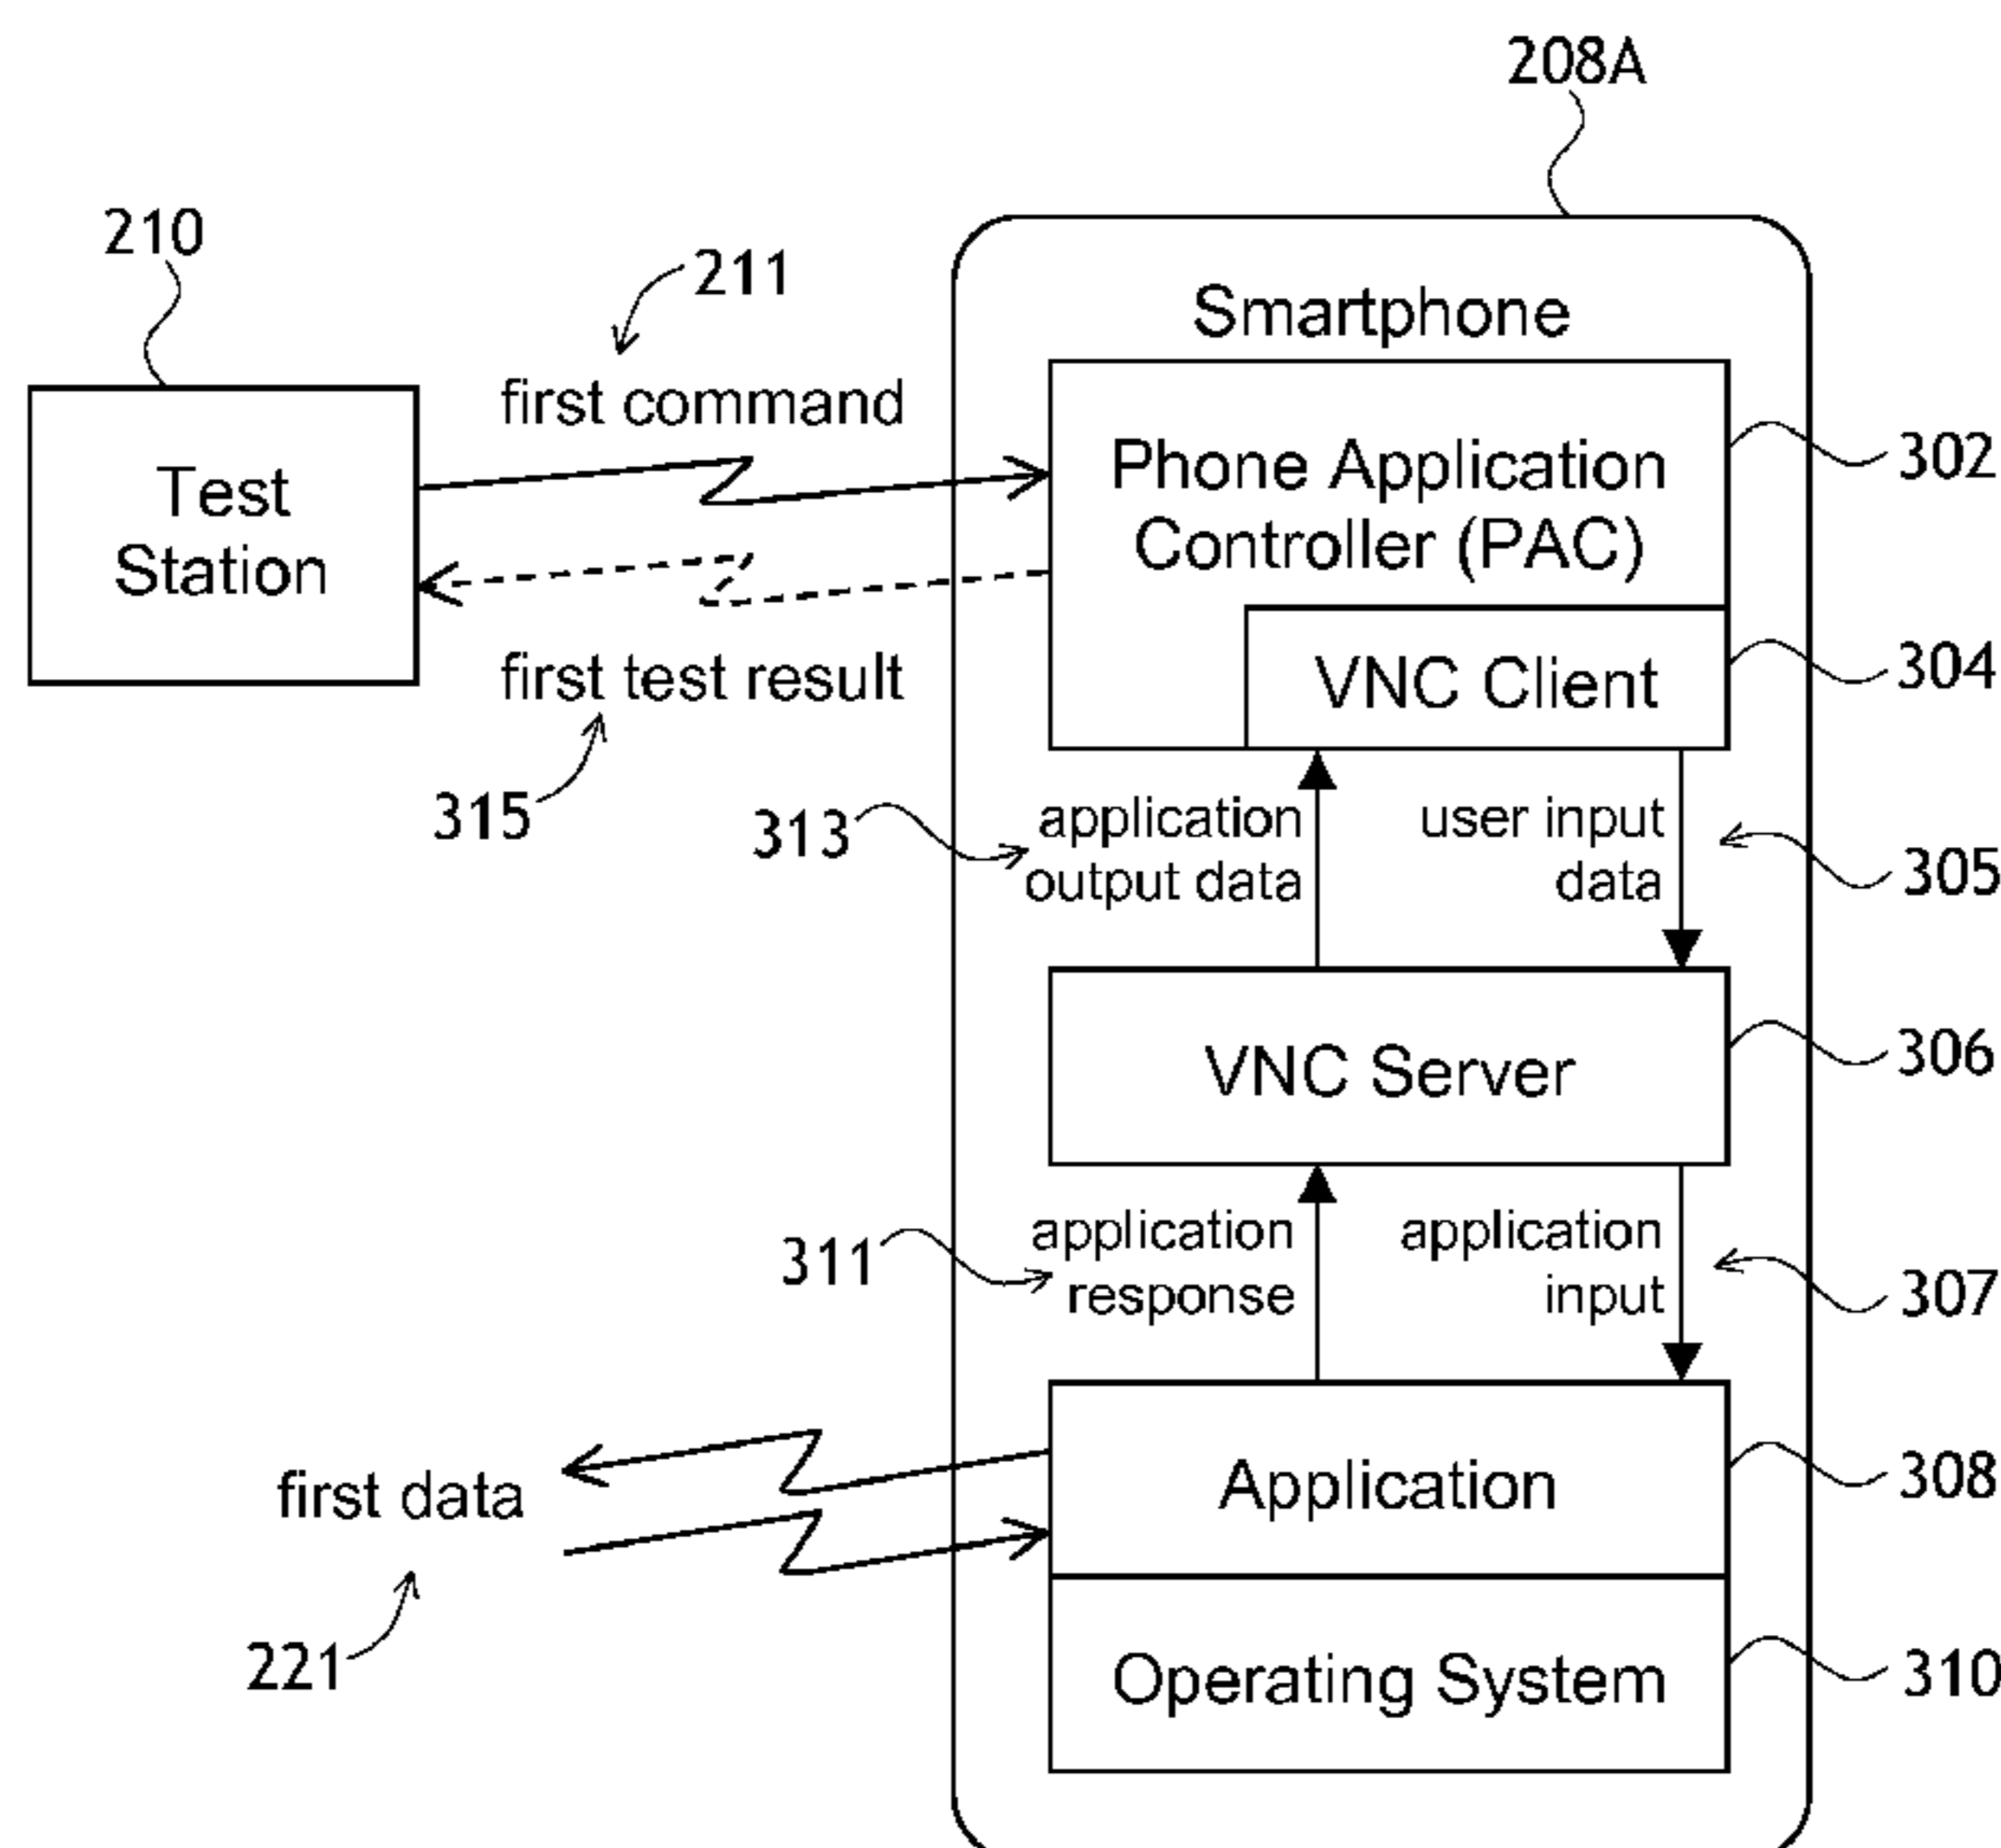 208A
210
211
Smartphone
first command
Test
Station
Phone Application
Controller (PAC)
302
first test result
315
VNC Client
304
313
application
output data
user input
data
305
VNC Server
306
311
application
response
application
input
307
first data
221
Application
308
Operating System
310